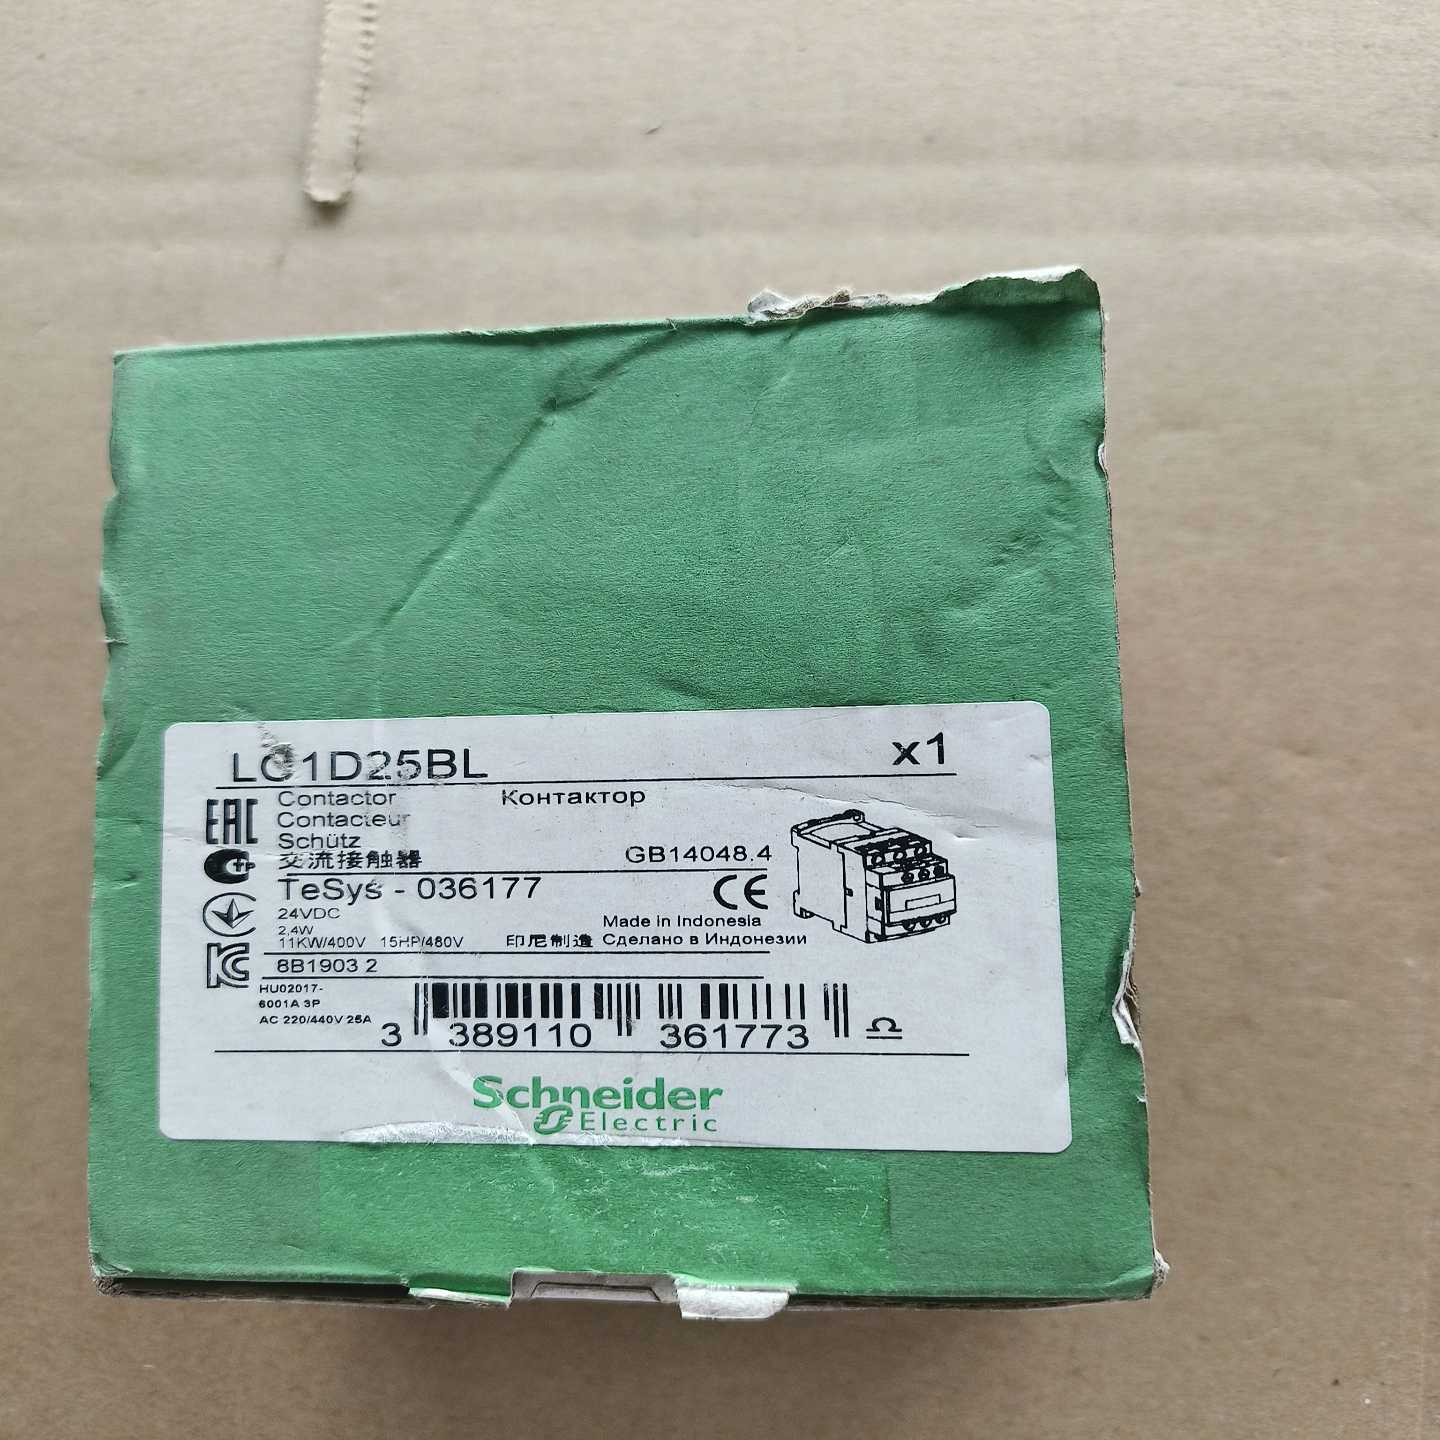 LC1D25BL x1
Contactor Контактор
Contacteur
Schütz
交流接触器 GB14048.4
TeSys - 036177 CE
24VDC
2,4W Made in Indonesia
11KW/400V 15HP/480V 印尼制造 Сделано в Индонезии
8B1903 2
HU02017-
6001A 3P
AC 220/440V 25A
3 389110 361773
Schneider
Electric
EAC